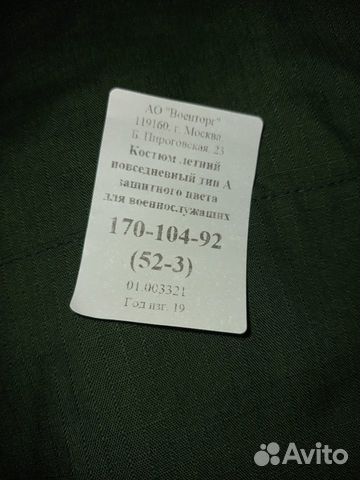 АО "Военторг"
119160, г. Москва
Б. Пироговская, 23
Костюм летний
повседневный тип А
защитного цвета
для военнослужащих
170-104-92
(52-3)
01.003321
Год изг. 19
Avito